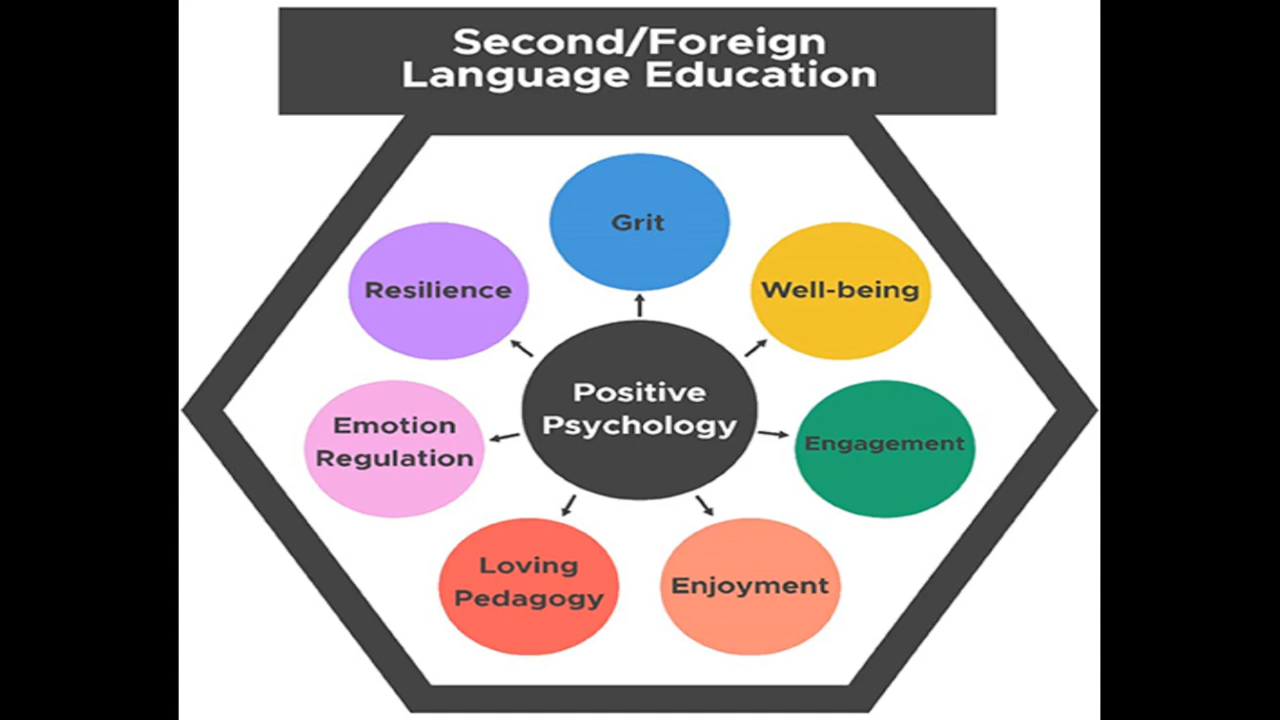 Second/Foreign
Language Education
Grit
Resilience
Well-being
Positive
Psychology
Emotion
Regulation
Engagement
Loving
Pedagogy
Enjoyment